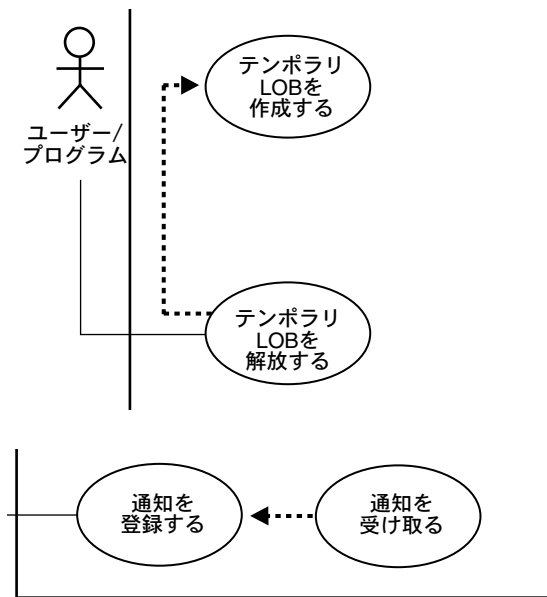 テンポラリ
LOBを
作成する
ユーザー/
プログラム
テンポラリ
LOBを
解放する
通知を
登録する
通知を
受け取る